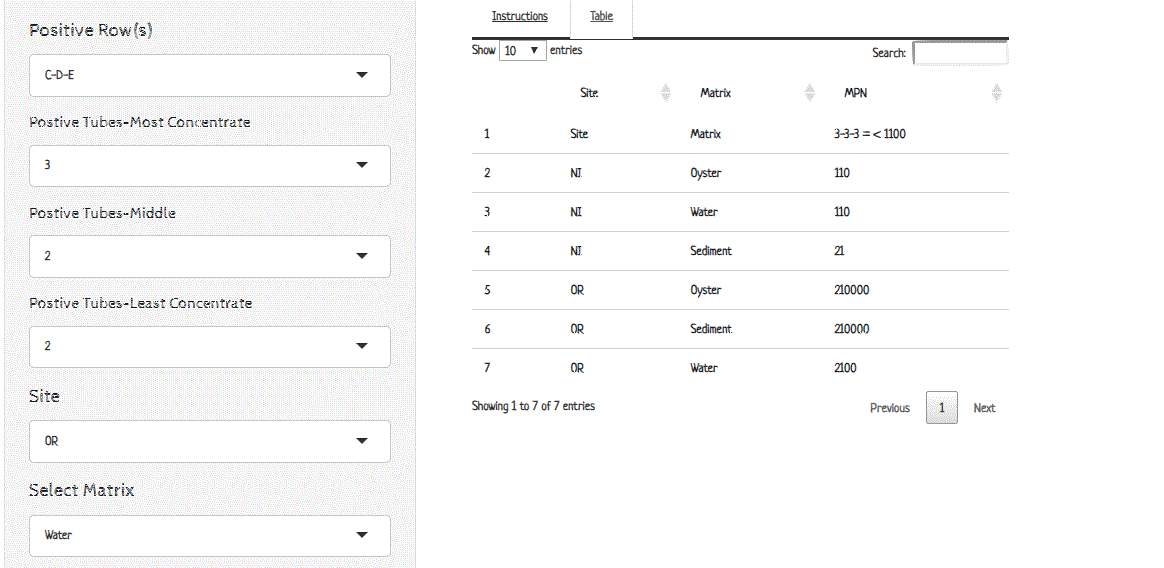 Positive Row(s)
C-D-E
Postive Tubes-Most Concentrate
3
Postive Tubes-Middle
2
Postive Tubes-Least Concentrate
2
Site
OR
Select Matrix
Water
Instructions Table
Show 10 entries Search:
Site Matrix MPN
1 Site Matrix 3-3-3 = < 1100
2 NI Oyster 110
3 NI Water 110
4 NI Sediment 21
5 OR Oyster 210000
6 OR Sediment 210000
7 OR Water 2100
Showing 1 to 7 of 7 entries Previous 1 Next